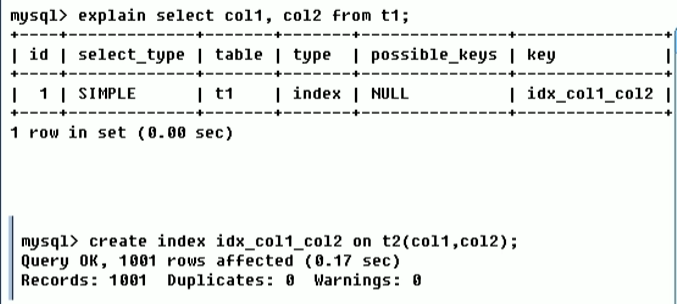 mysql> explain select col1, col2 from t1;
+----+-------------+-------+-------+---------------+---------------+
| id | select_type | table | type  | possible_keys | key           |
+----+-------------+-------+-------+---------------+---------------+
|  1 | SIMPLE      | t1    | index | NULL          | idx_col1_col2 |
+----+-------------+-------+-------+---------------+---------------+
1 row in set (0.00 sec)
mysql> create index idx_col1_col2 on t2(col1,col2);
Query OK, 1001 rows affected (0.17 sec)
Records: 1001  Duplicates: 0  Warnings: 0